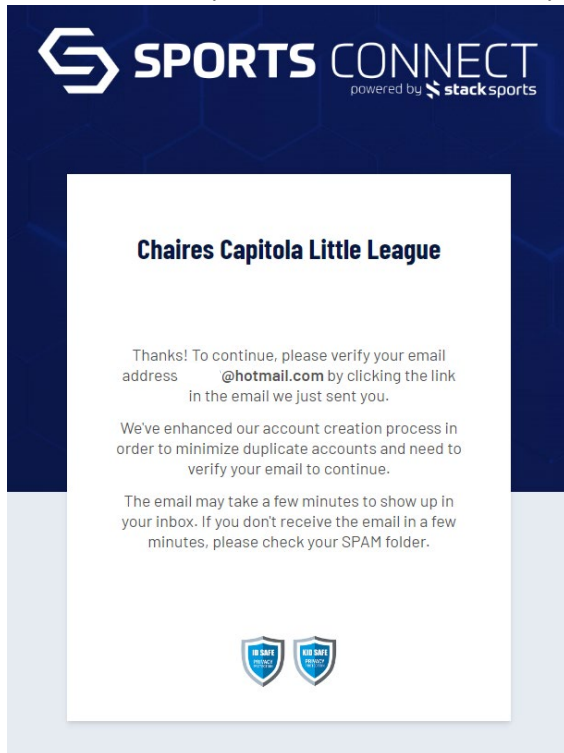 SPORTS CONNECT
powered by stack sports
Chaires Capitola Little League
Thanks! To continue, please verify your email
address @hotmail.com by clicking the link
in the email we just sent you.
We've enhanced our account creation process in
order to minimize duplicate accounts and need to
verify your email to continue.
The email may take a few minutes to show up in
your inbox. If you don't receive the email in a few
minutes, please check your SPAM folder.
ID SAFE KID SAFE
PRIVACY PRIVACY